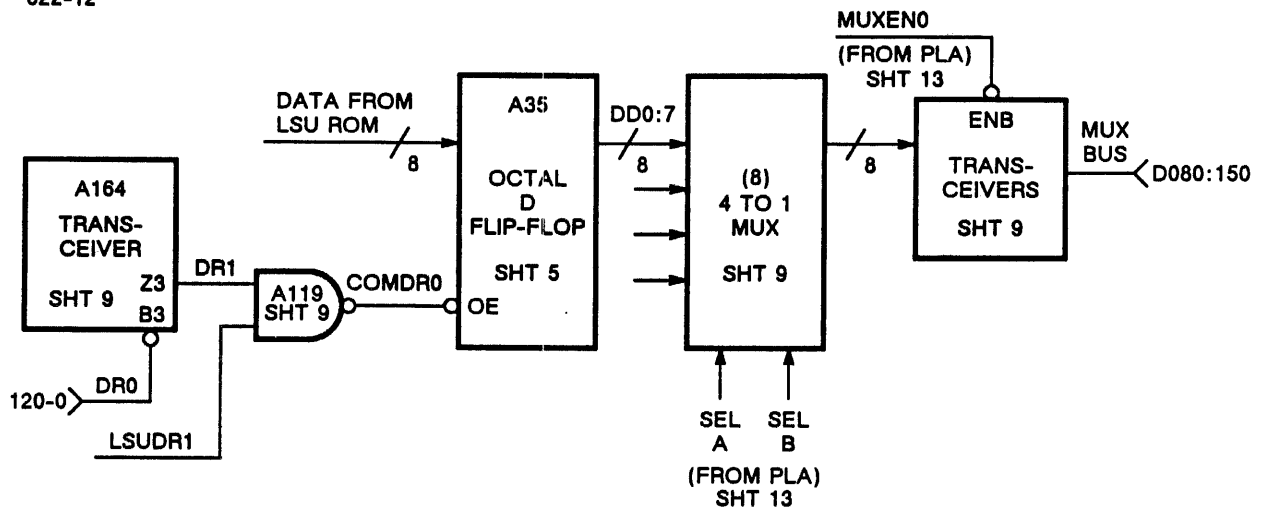 MUXEN0
(FROM PLA)
SHT 13
DATA FROM
LSU ROM
8
A35
OCTAL
D
FLIP-FLOP
SHT 5
OE
DD0:7
8
(8)
4 TO 1
MUX
SHT 9
8
ENB
TRANS-
CEIVERS
SHT 9
MUX
BUS
D080:150
A164
TRANS-
CEIVER
Z3
SHT 9
B3
DR1
A119
SHT 9
COMDR0
120-0
DR0
LSUDR1
SEL
A
SEL
B
(FROM PLA)
SHT 13